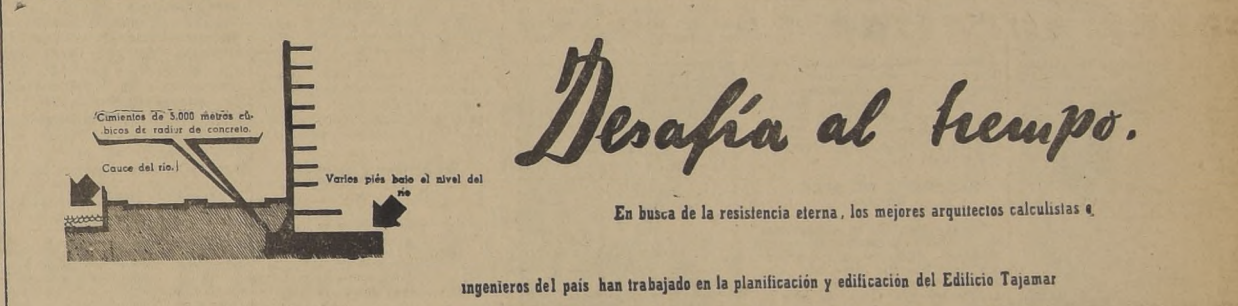 Cimientos de 5.000 metros cú-
bicos de radier de concreto.
Cauce del río.
Varios piés bajo el nivel del
río
Desafía al tiempo.
En busca de la resistencia eterna, los mejores arquitectos calculistas e
ingenieros del país han trabajado en la planificación y edificación del Edificio Tajamar